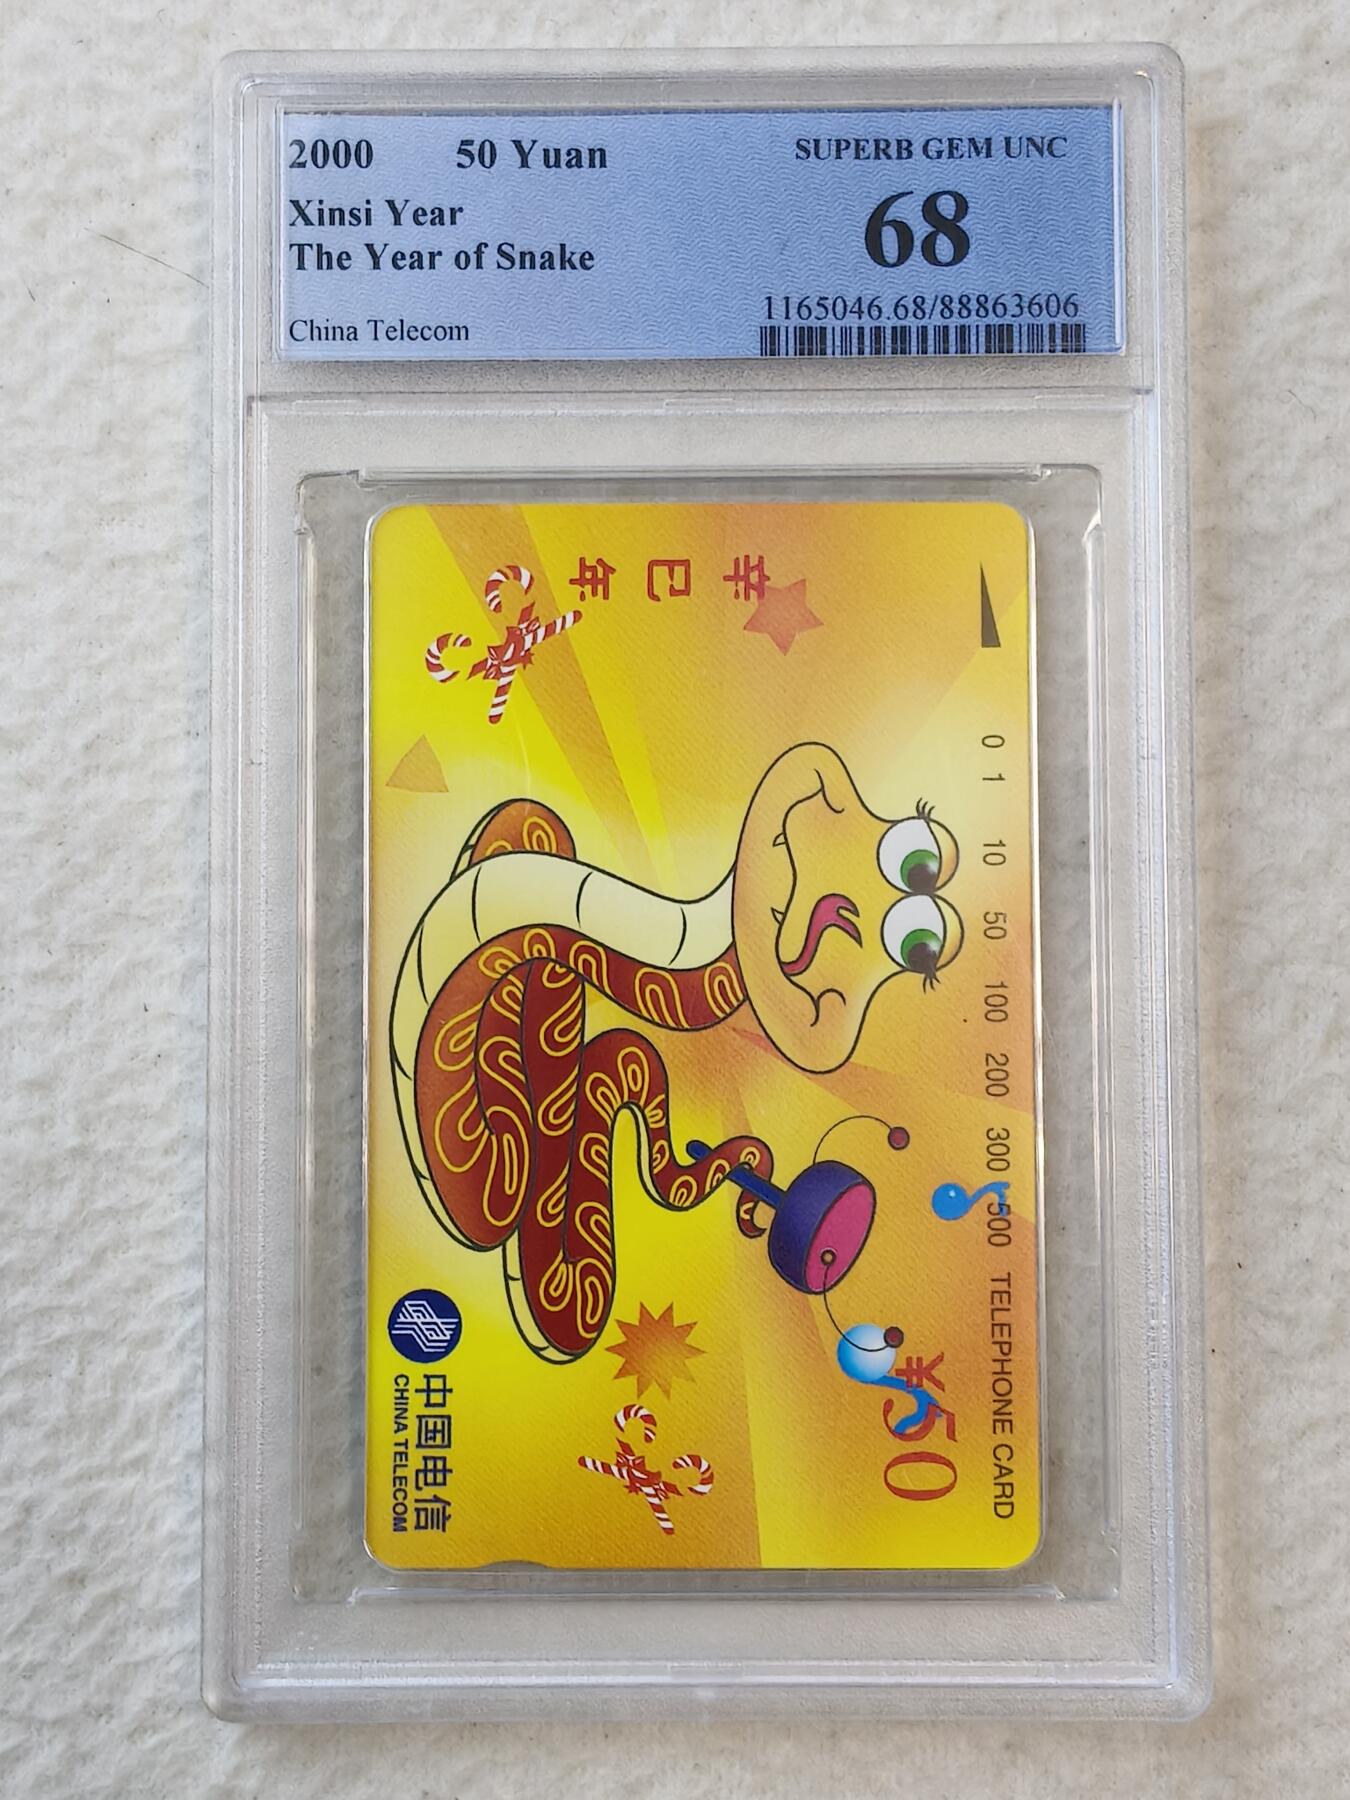 2000 50 Yuan
Xinsi Year
The Year of Snake
China Telecom
SUPERB GEM UNC
68
1165046.68/88863606
辛巳年
0 1 10 50 100 200 300 500 TELEPHONE CARD
¥50
中国电信
CHINA TELECOM